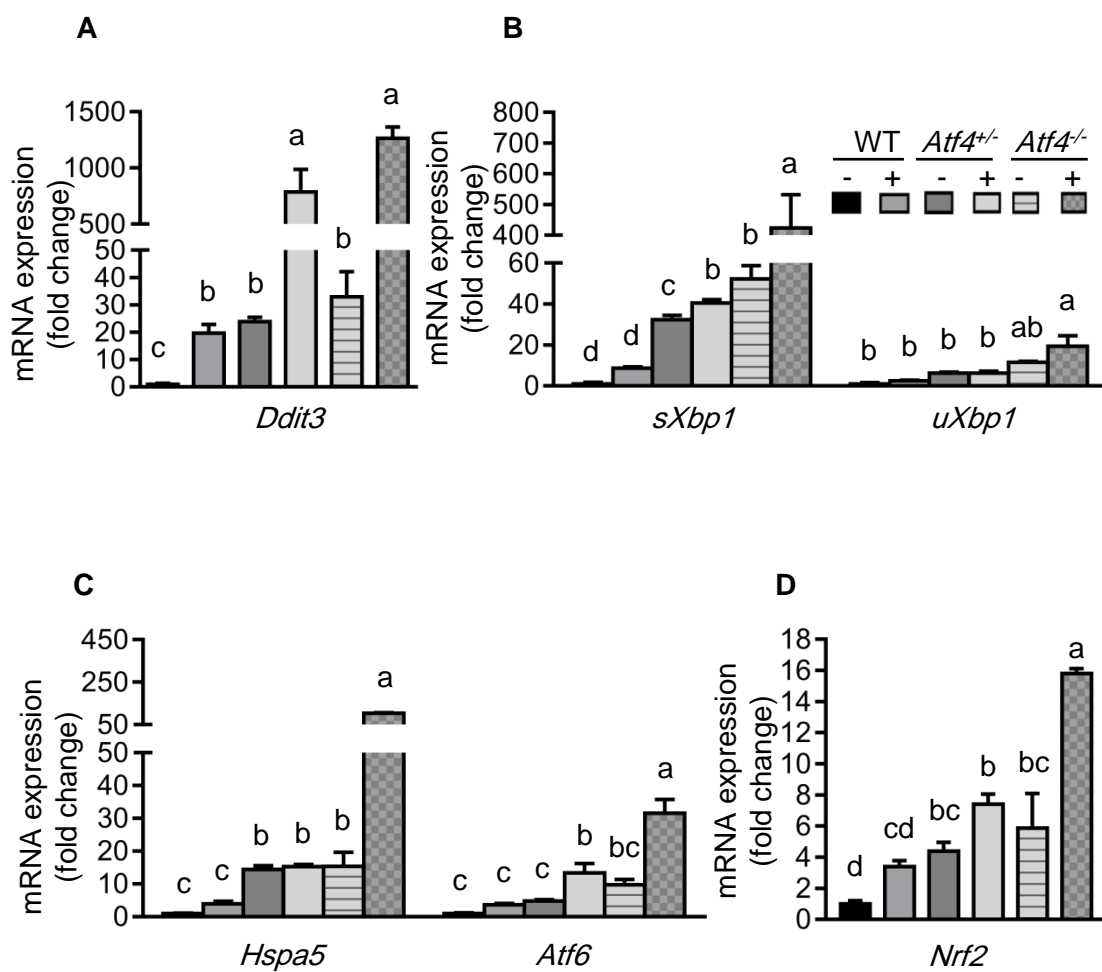 A
mRNA expression
(fold change)
1500
1000
500
50
40
30
20
10
0
c
b
b
a
b
a
Ddit3
B
mRNA expression
(fold change)
800
700
600
500
400
60
40
20
0
d
d
c
b
b
a
b
b
b
b
ab
a
sXbp1 uXbp1
WT Atf4+/- Atf4-/-
- + - + - +
C
mRNA expression
(fold change)
450
250
50
50
40
30
20
10
0
c
c
b
b
b
a
c
c
c
b
bc
a
Hspa5 Atf6
D
mRNA expression
(fold change)
18
16
14
12
10
8
6
4
2
0
d
cd
bc
b
bc
a
Nrf2